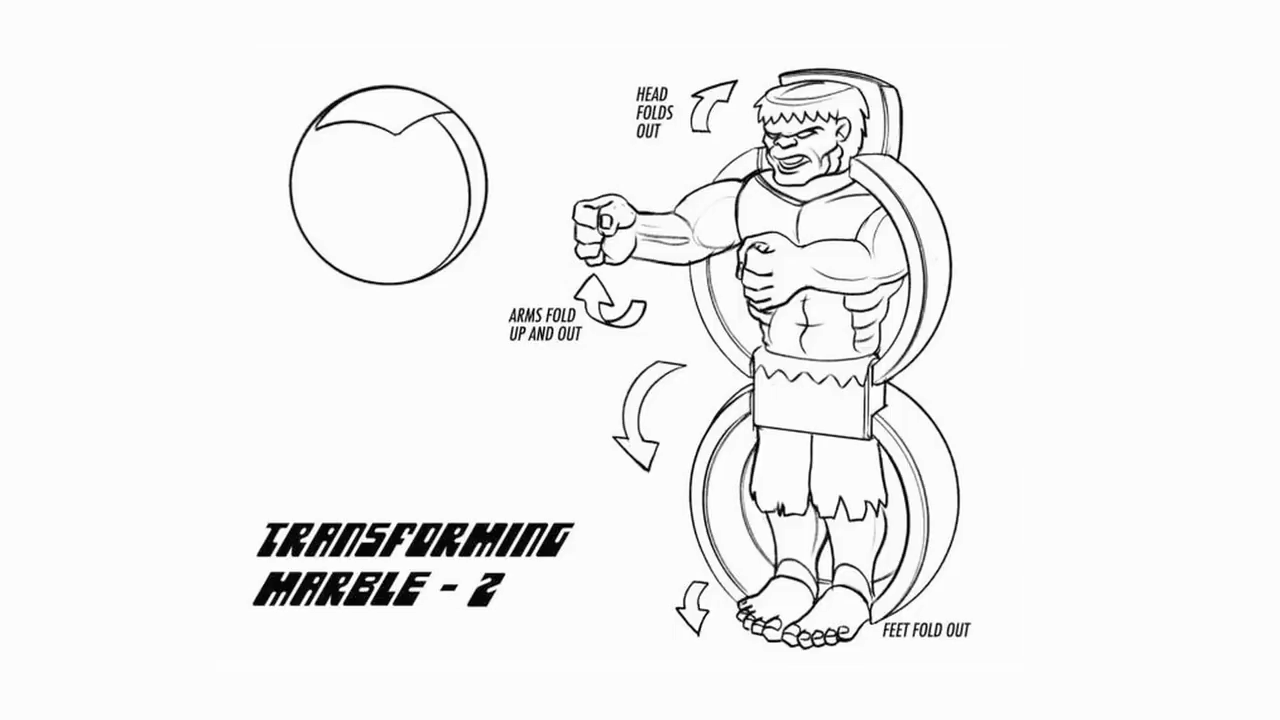 HEAD
FOLDS
OUT
ARMS FOLD
UP AND OUT
TRANSFORMING
MARBLE - 2
FEET FOLD OUT